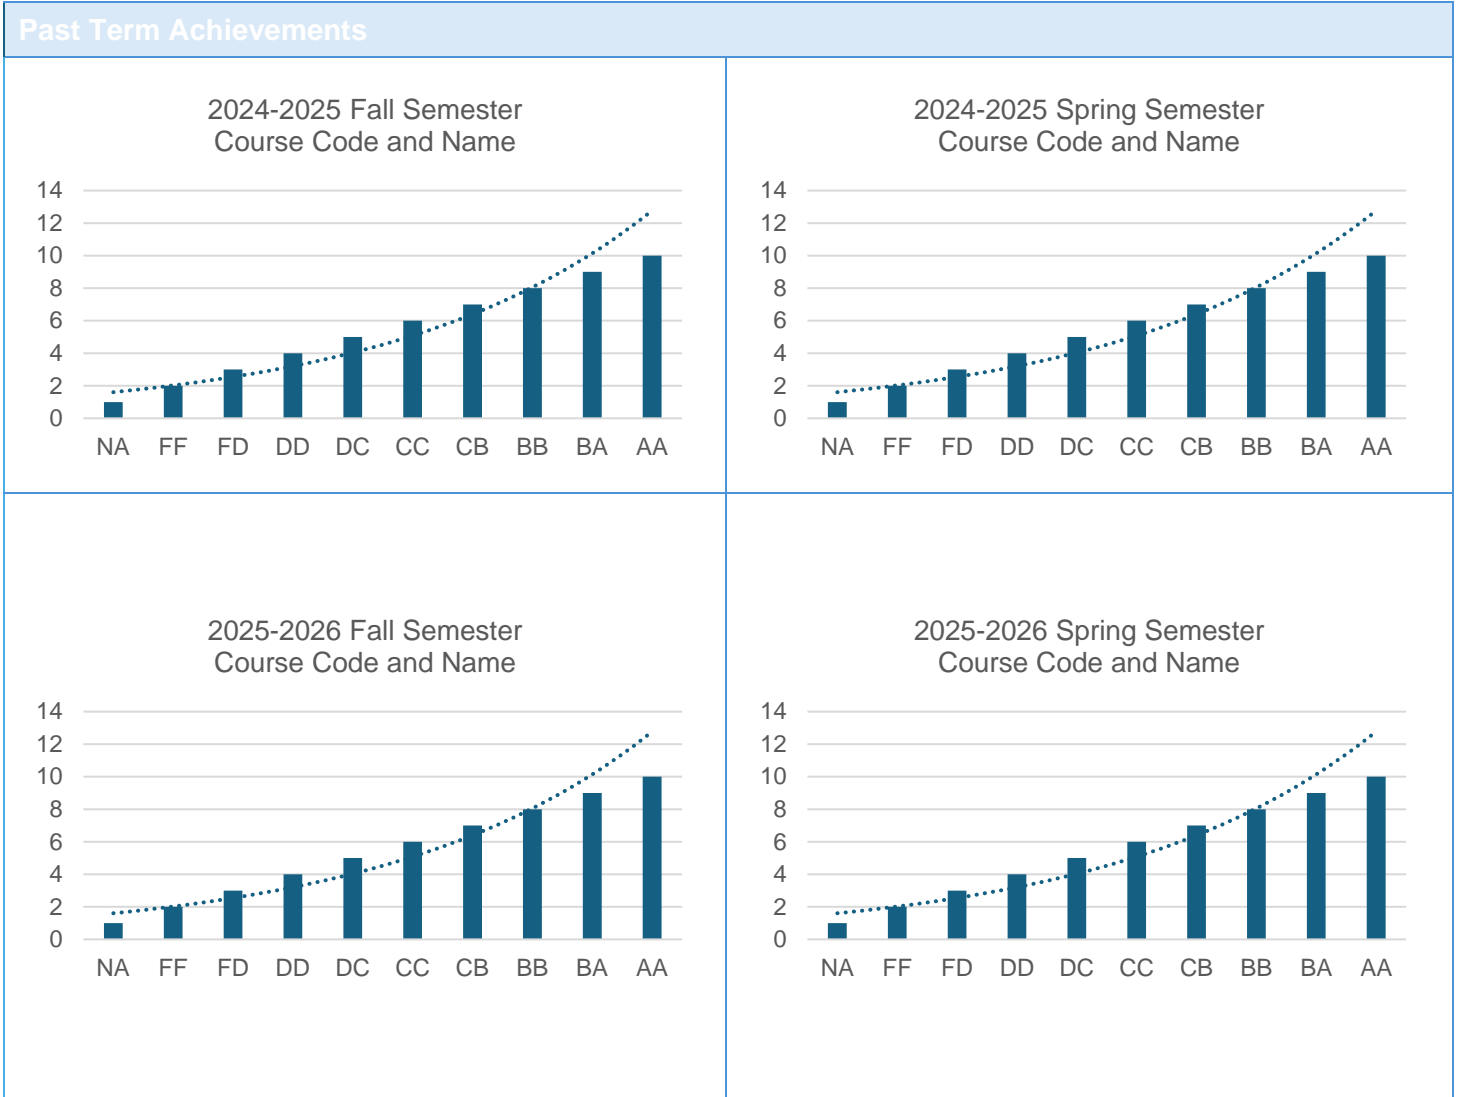 Past Term Achievements
2024-2025 Fall Semester
Course Code and Name
14
12
10
8
6
4
2
0
NA FF FD DD DC CC CB BB BA AA
2024-2025 Spring Semester
Course Code and Name
14
12
10
8
6
4
2
0
NA FF FD DD DC CC CB BB BA AA
2025-2026 Fall Semester
Course Code and Name
14
12
10
8
6
4
2
0
NA FF FD DD DC CC CB BB BA AA
2025-2026 Spring Semester
Course Code and Name
14
12
10
8
6
4
2
0
NA FF FD DD DC CC CB BB BA AA